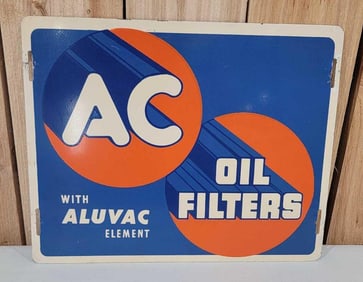 AC
OIL
FILTERS
WITH
ALUVAC
ELEMENT